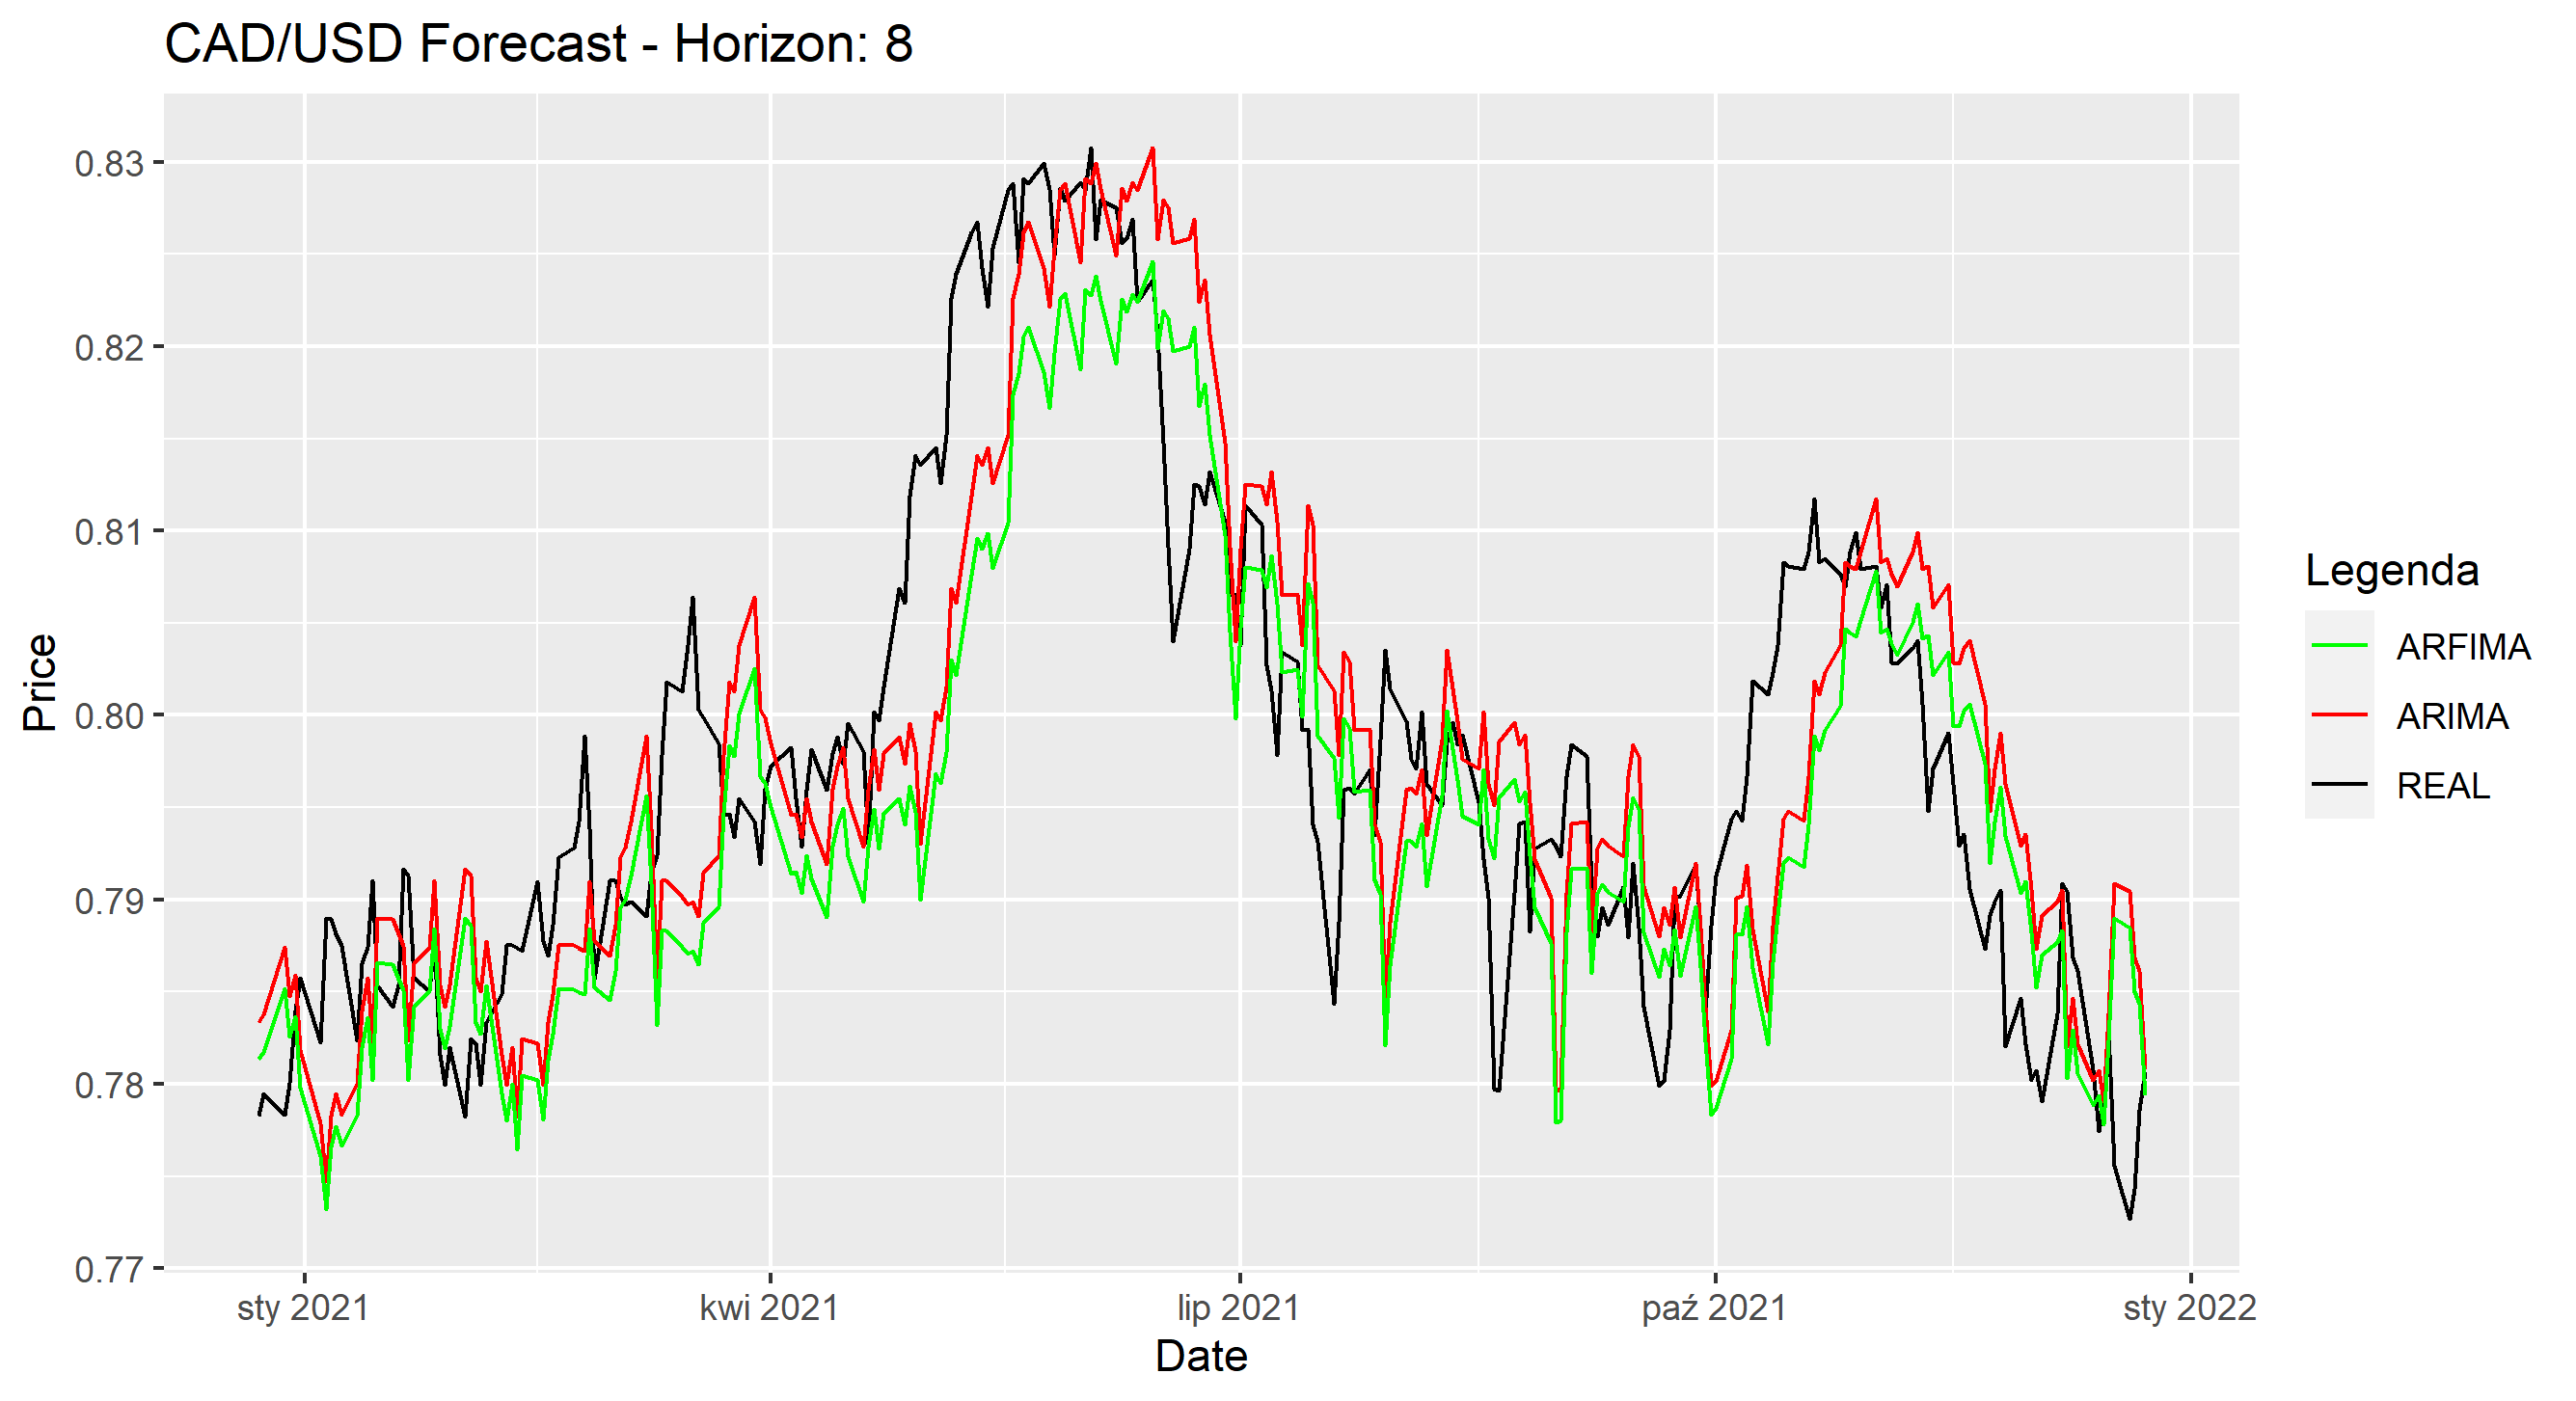 CAD/USD Forecast - Horizon: 8
Price
0.83
0.82
0.81
0.80
0.79
0.78
0.77
sty 2021
kwi 2021
lip 2021
paź 2021
sty 2022
Date
Legenda
ARFIMA
ARIMA
REAL